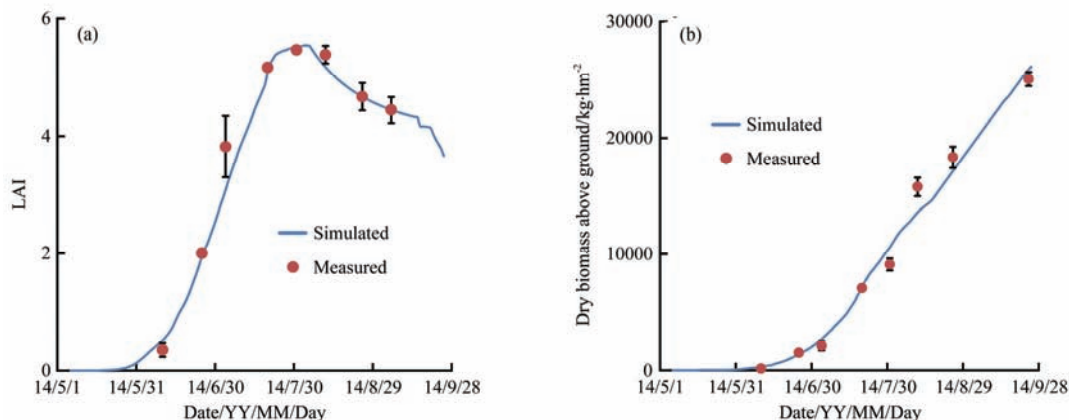 (a)
6
4
2
0
LAI
Simulated
Measured
14/5/1 14/5/31 14/6/30 14/7/30 14/8/29 14/9/28
Date/YY/MM/Day
(b)
30000
20000
10000
0
Dry biomass above ground/kg·hm⁻²
Simulated
Measured
14/5/1 14/5/31 14/6/30 14/7/30 14/8/29 14/9/28
Date/YY/MM/Day